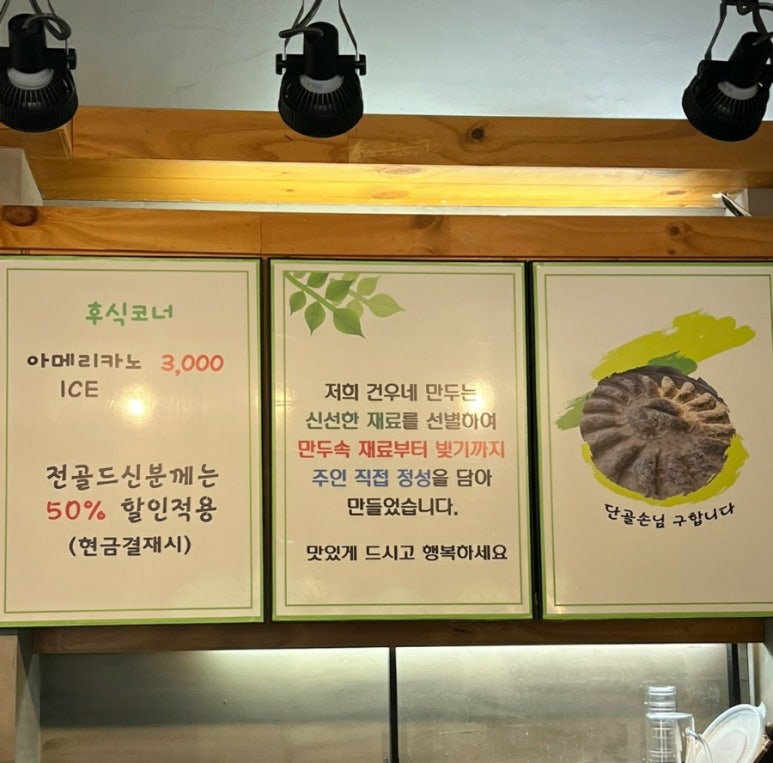 후식코너
아메리카노 3,000
ICE
전골드신분께는
50% 할인적용
(현금결재시)
저희 건우네 만두는
신선한 재료를 선별하여
만두속 재료부터 빚기까지
주인 직접 정성을 담아
만들었습니다.
맛있게 드시고 행복하세요
단골손님 구합니다